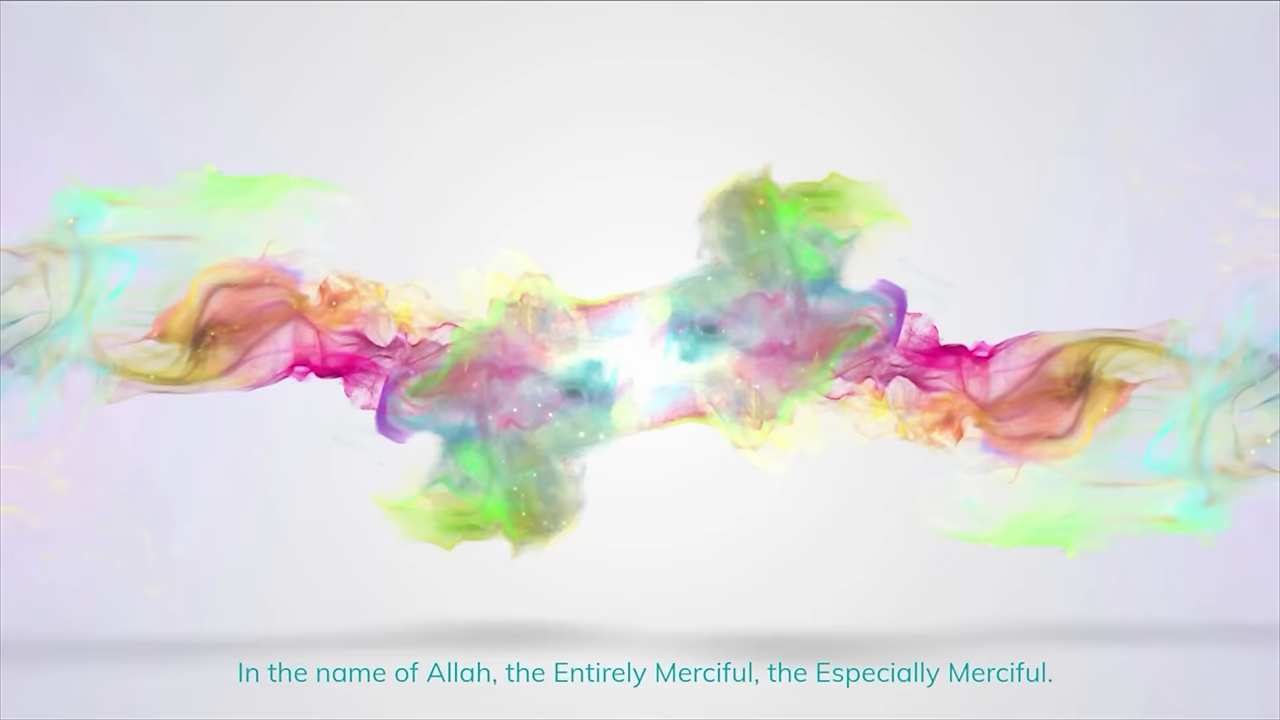 In the name of Allah, the Entirely Merciful, the Especially Merciful.